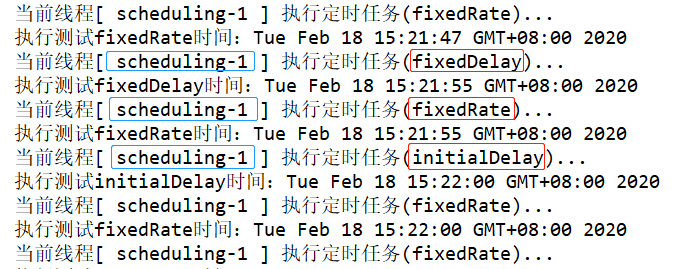 当前线程[ scheduling-1 ] 执行定时任务(fixedRate)...
执行测试fixedRate时间：Tue Feb 18 15:21:47 GMT+08:00 2020
当前线程[ scheduling-1 ] 执行定时任务(fixedDelay)...
执行测试fixedDelay时间：Tue Feb 18 15:21:55 GMT+08:00 2020
当前线程[ scheduling-1 ] 执行定时任务(fixedRate)...
执行测试fixedRate时间：Tue Feb 18 15:21:55 GMT+08:00 2020
当前线程[ scheduling-1 ] 执行定时任务(initialDelay)...
执行测试initialDelay时间：Tue Feb 18 15:22:00 GMT+08:00 2020
当前线程[ scheduling-1 ] 执行定时任务(fixedRate)...
执行测试fixedRate时间：Tue Feb 18 15:22:00 GMT+08:00 2020
当前线程[ scheduling-1 ] 执行定时任务(fixedRate)...